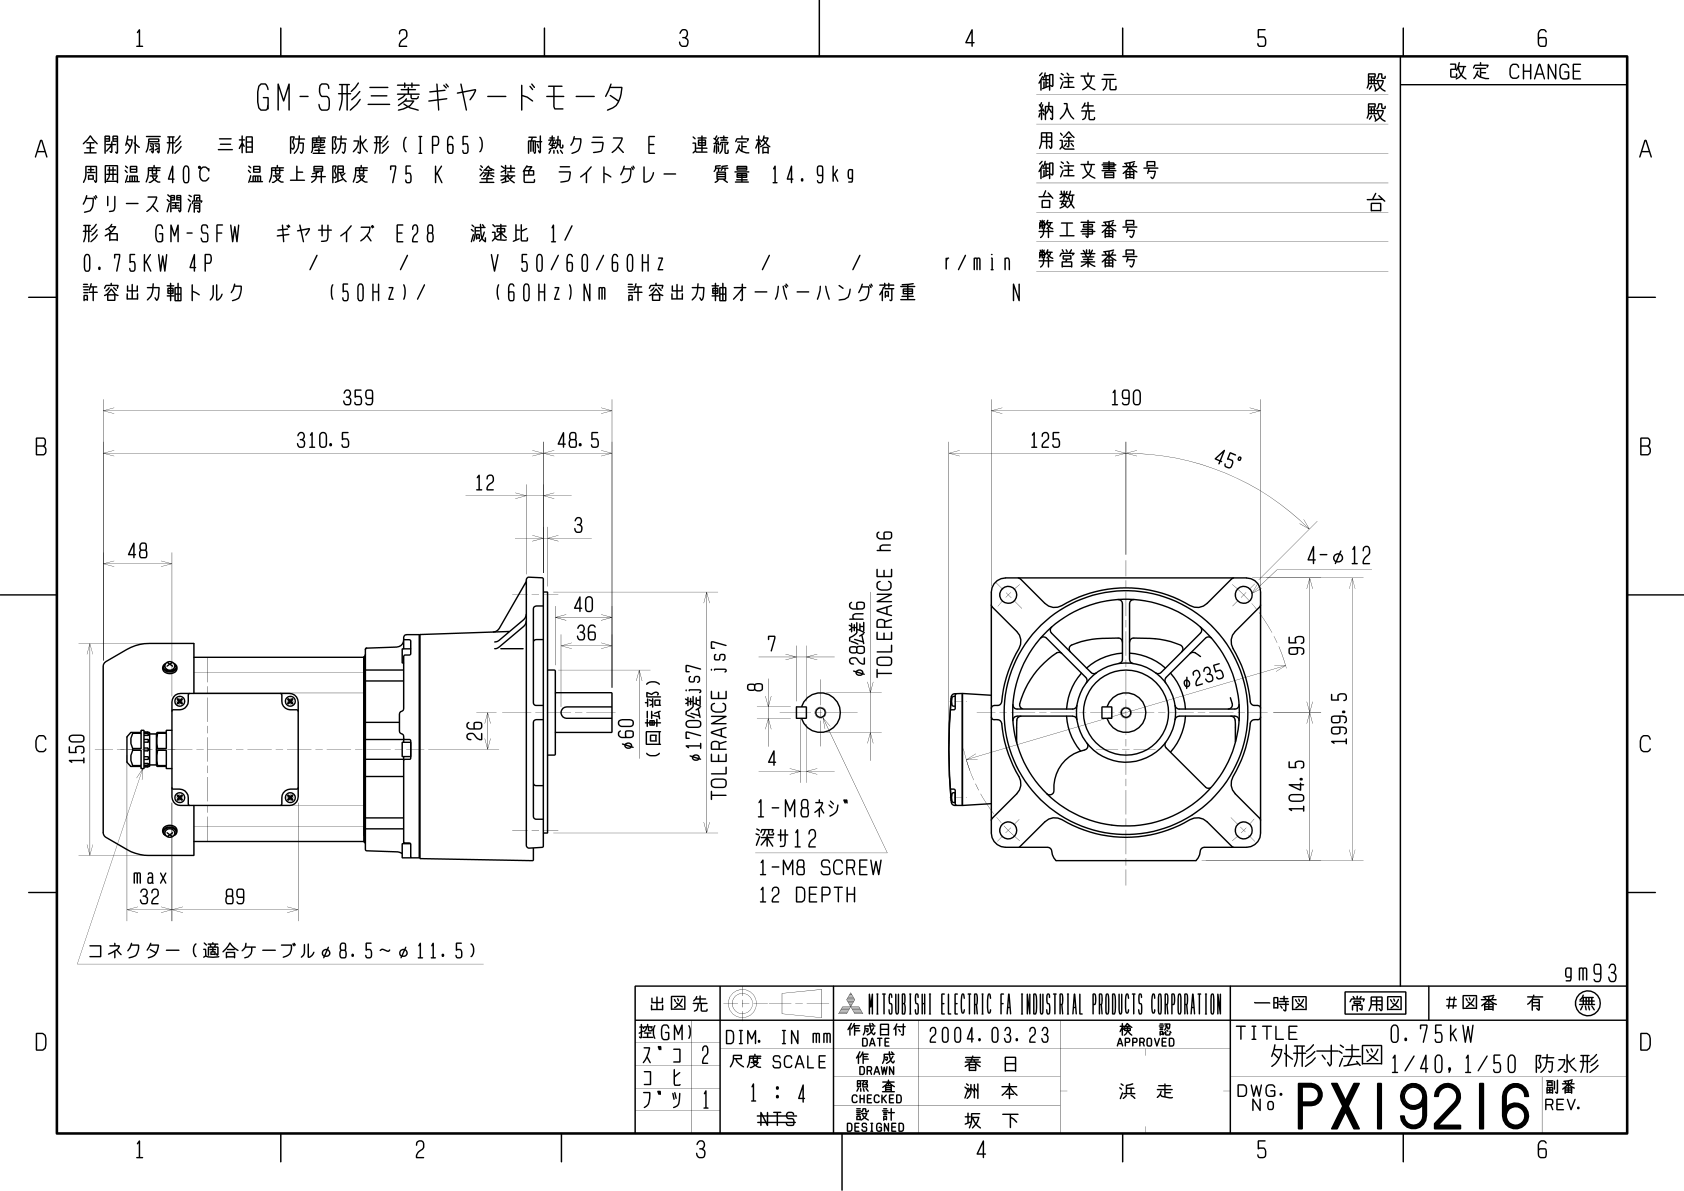 1 2 3 4 5 6
改定 CHANGE
GM-S形三菱ギヤードモータ
全閉外扇形 三相 防塵防水形(IP65) 耐熱クラス E 連続定格
周囲温度40℃ 温度上昇限度 75 K 塗装色 ライトグレー 質量 14.9kg
グリース潤滑
形名 GM-SFW ギヤサイズ E28 減速比 1/
0.75KW 4P / / V 50/60/60Hz / / r/min
許容出力軸トルク (50Hz)/ (60Hz)Nm 許容出力軸オーバーハング荷重 N
御注文元 殿
納入先 殿
用途
御注文書番号
台数 台
弊工事番号
弊営業番号
A
B
C
D
A
B
C
D
359
310.5 48.5
12
3
48
40
36
150
26
φ60
(回転部)
φ170公差js7
TOLERANCE js7
max
32 89
コネクター(適合ケーブルφ8.5~φ11.5)
7
8
4
φ28公差h6
TOLERANCE h6
1-M8ネジ
深サ12
1-M8 SCREW
12 DEPTH
190
125
45°
4-φ12
φ235
95
199.5
104.5
gm93
出図先
控(GM)
ズコ 2
コヒ
ブツ 1
DIM. IN mm
尺度 SCALE
1 : 4
NTS
MITSUBISHI ELECTRIC FA INDUSTRIAL PRODUCTS CORPORATION
作成日付 DATE 2004.03.23
作成 DRAWN 春日
照査 CHECKED 洲本
設計 DESIGNED 坂下
検認 APPROVED
浜走
一時図 常用図 #図番 有 無
TITLE 0.75kW
外形寸法図 1/40,1/50 防水形
DWG. No PX19216 副番 REV.
1 2 3 4 5 6